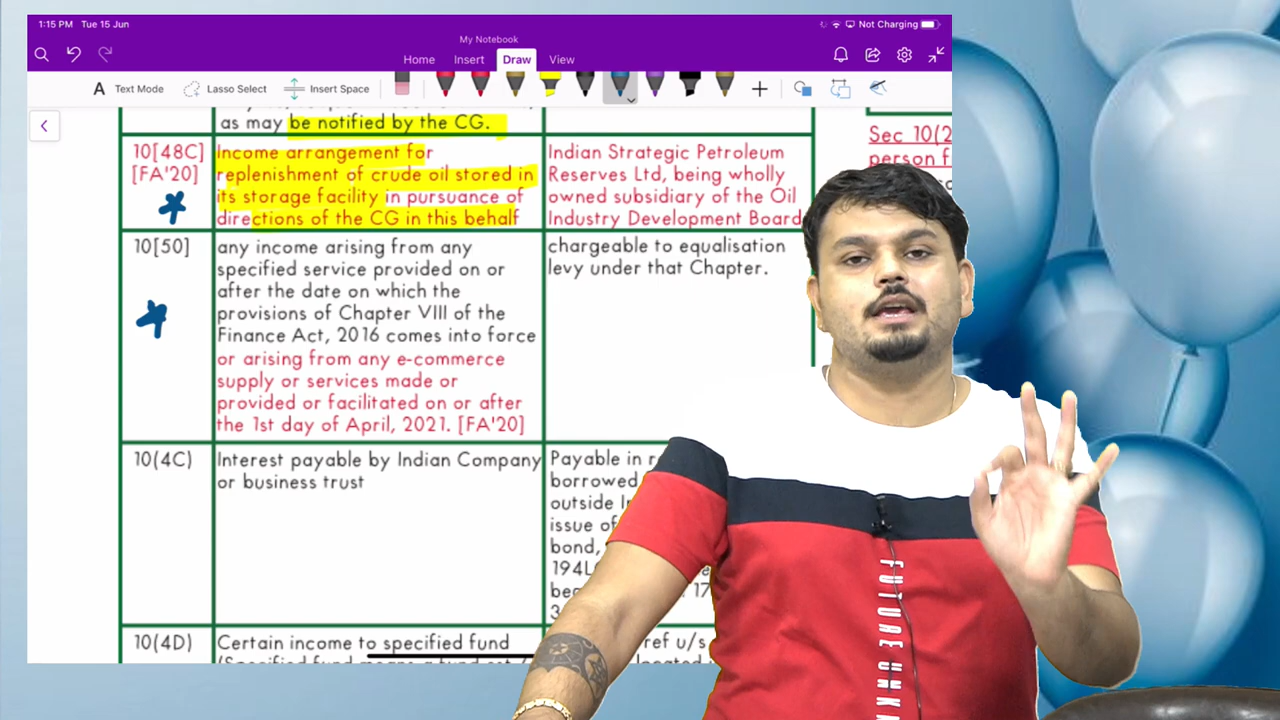 1:15 PM Tue 15 Jun
Not Charging
My Notebook
Home Insert Draw View
A Text Mode
Lasso Select
Insert Space
as may be notified by the CG.
10[48C]
[FA'20]
Income arrangement for
replenishment of crude oil stored in
its storage facility in pursuance of
directions of the CG in this behalf
Indian Strategic Petroleum
Reserves Ltd, being wholly
owned subsidiary of the Oil
Industry Development Board
Sec 10(2
person f
10[50]
any income arising from any
specified service provided on or
after the date on which the
provisions of Chapter VIII of the
Finance Act, 2016 comes into force
or arising from any e-commerce
supply or services made or
provided or facilitated on or after
the 1st day of April, 2021. [FA'20]
chargeable to equalisation
levy under that Chapter.
10(4C)
Interest payable by Indian Company
or business trust
Payable in
borrowed
outside
issue of
bond,
10(4D)
Certain income to specified fund
ref u/s
FUTURE